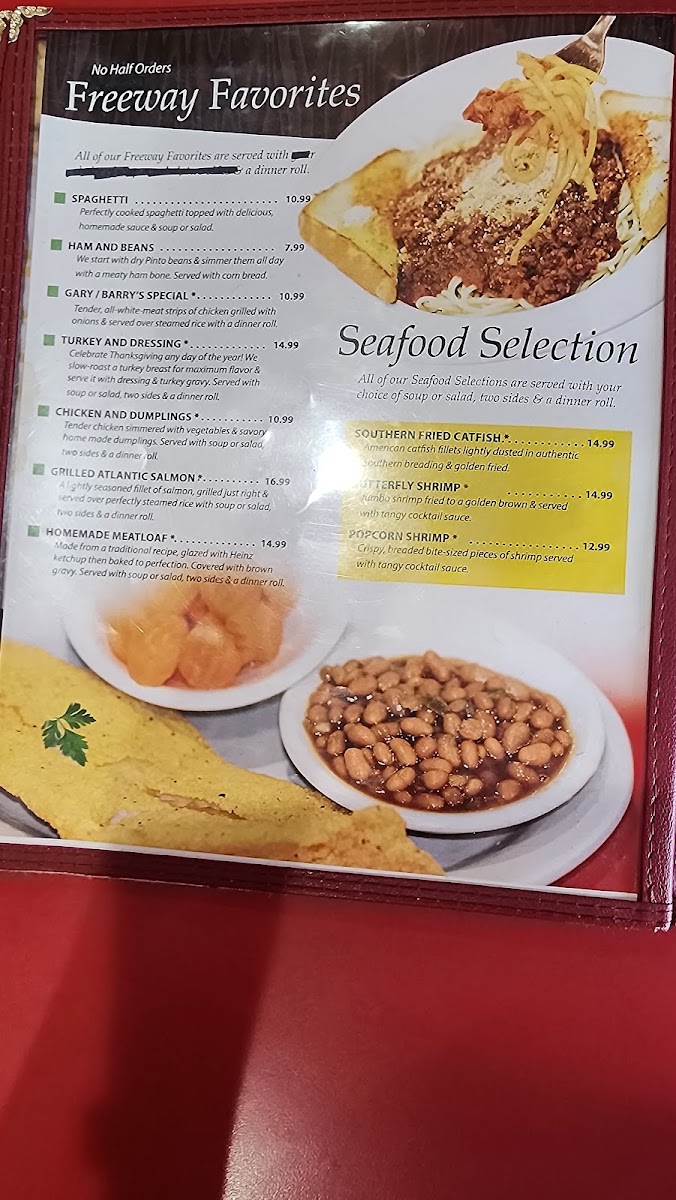 No Half Orders
Freeway Favorites
All of our Freeway Favorites are served with
& a dinner roll.
SPAGHETTI . . . . . . . . . . . . . . . . . . 10.99
Perfectly cooked spaghetti topped with delicious,
homemade sauce & soup or salad.
HAM AND BEANS . . . . . . . . . . . . . . . . 7.99
We start with dry Pinto beans & simmer them all day
with a meaty ham bone. Served with corn bread.
GARY / BARRY'S SPECIAL * . . . . . . . . . . . . 10.99
Tender, all-white-meat strips of chicken grilled with
onions & served over steamed rice with a dinner roll.
TURKEY AND DRESSING * . . . . . . . . . . . . 14.99
Celebrate Thanksgiving any day of the year! We
slow-roast a turkey breast for maximum flavor &
serve it with dressing & turkey gravy. Served with
soup or salad, two sides & a dinner roll.
CHICKEN AND DUMPLINGS * . . . . . . . . . . 10.99
Tender chicken simmered with vegetables & savory
home made dumplings. Served with soup or salad,
two sides & a dinner roll.
GRILLED ATLANTIC SALMON * . . . . . . . . . 16.99
A lightly seasoned fillet of salmon, grilled just right &
served over perfectly steamed rice with soup or salad,
two sides & a dinner roll.
HOMEMADE MEATLOAF * . . . . . . . . . . . . 14.99
Made from a traditional recipe, glazed with Heinz
ketchup then baked to perfection. Covered with brown
gravy. Served with soup or salad, two sides & a dinner roll.
Seafood Selection
All of our Seafood Selections are served with your
choice of soup or salad, two sides & a dinner roll.
SOUTHERN FRIED CATFISH * . . . . . . . . . . . . 14.99
American catfish fillets lightly dusted in authentic
Southern breading & golden fried.
BUTTERFLY SHRIMP * . . . . . . . . . . . . 14.99
Jumbo shrimp fried to a golden brown & served
with tangy cocktail sauce.
POPCORN SHRIMP * . . . . . . . . . . . . . . . . . 12.99
Crispy, breaded bite-sized pieces of shrimp served
with tangy cocktail sauce.